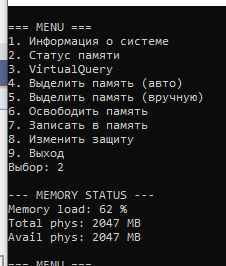 === MENU ===
1. Информация о системе
2. Статус памяти
3. VirtualQuery
4. Выделить память (авто)
5. Выделить память (вручную)
6. Освободить память
7. Записать в память
8. Изменить защиту
9. Выход
Выбор: 2
--- MEMORY STATUS ---
Memory load: 62 %
Total phys: 2047 MB
Avail phys: 2047 MB
=== MENU ===